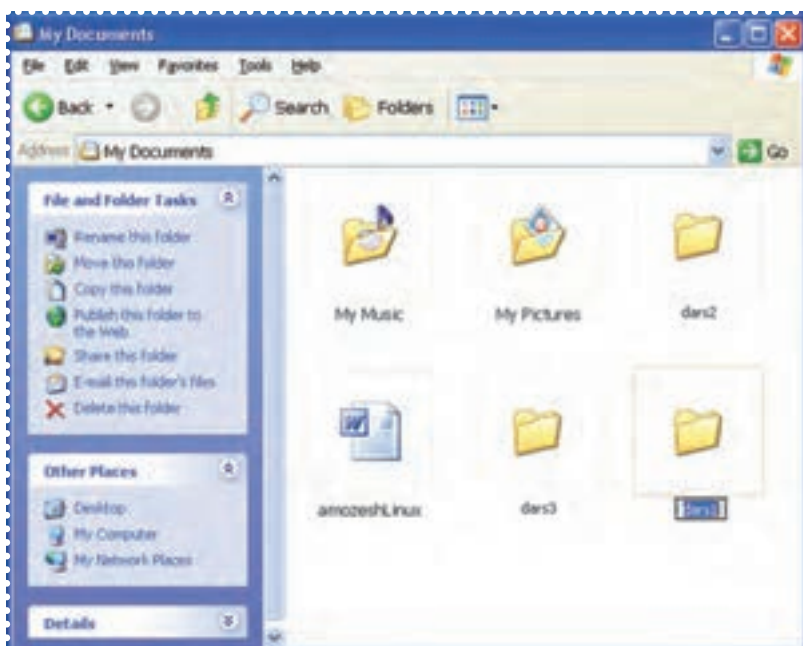 My Documents
File Edit View Favorites Tools Help
Back Search Folders
Address My Documents Go
File and Folder Tasks
Rename this folder
Move this folder
Copy this folder
Publish this folder to
the Web
Share this folder
E-mail this folder's files
Delete this folder
Other Places
Desktop
My Computer
My Network Places
Details
My Music My Pictures dars2
amozeshLinux dars3